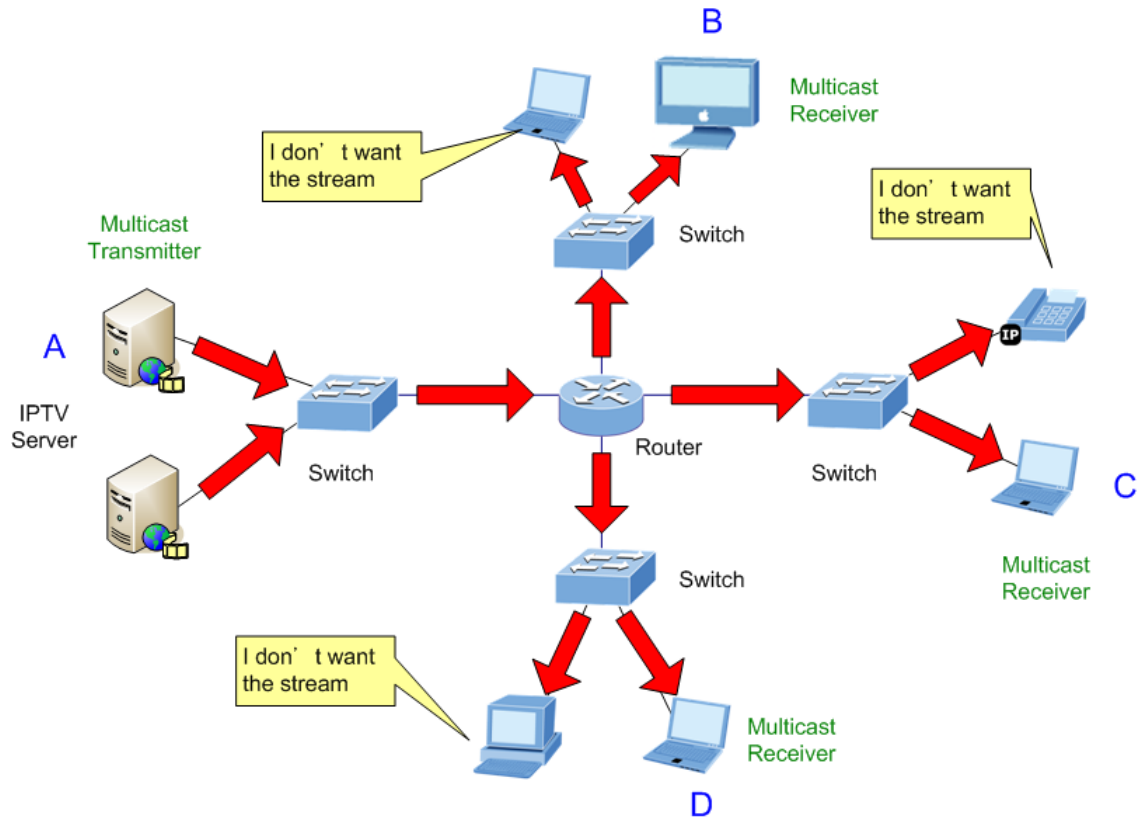 B
Multicast
Receiver
I don’t want
the stream
I don’t want
the stream
Multicast
Transmitter
Switch
A
IP
IPTV
Server
Switch
Router
Switch
C
Multicast
Receiver
Switch
I don’t want
the stream
Multicast
Receiver
D